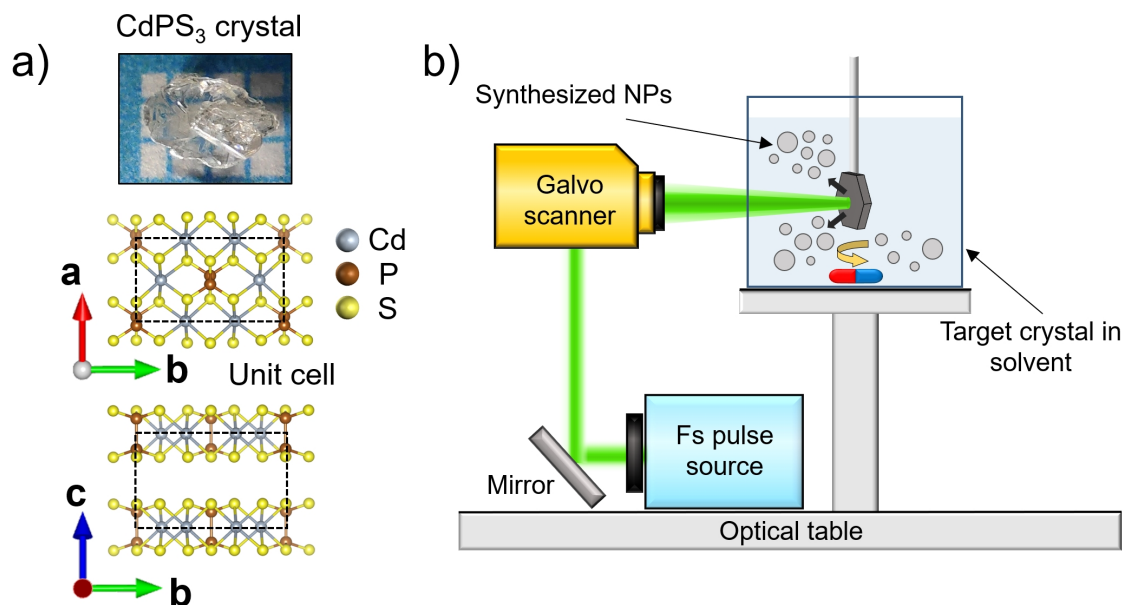 a)
CdPS₃ crystal
Cd
P
S
a
b
Unit cell
c
b
b)
Synthesized NPs
Galvo
scanner
Target crystal in
solvent
Fs pulse
source
Mirror
Optical table